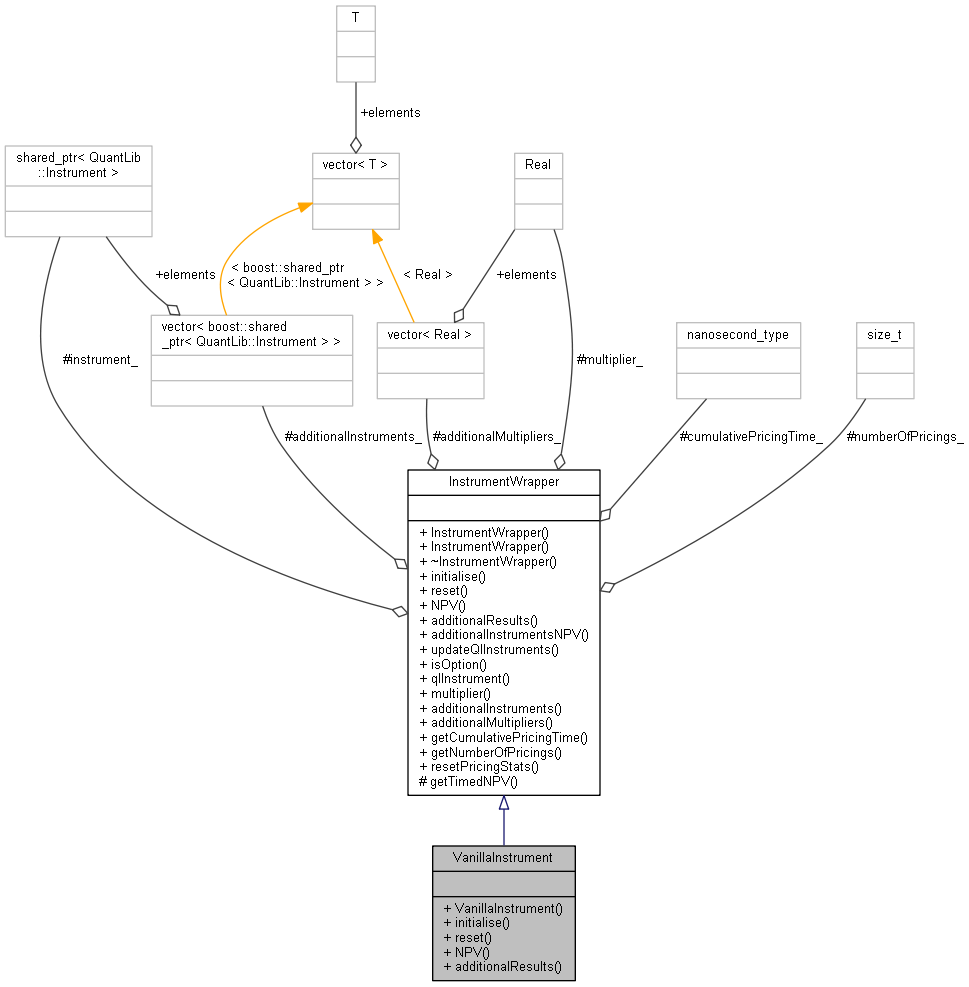 T
+elements
shared_ptr< QuantLib
::Instrument >
vector< T >
Real
+elements
< boost::shared_ptr
< QuantLib::Instrument > >
< Real >
+elements
vector< boost::shared
_ptr< QuantLib::Instrument > >
vector< Real >
nanosecond_type
size_t
#instrument_
#multiplier_
#additionalInstruments_
#additionalMultipliers_
#cumulativePricingTime_
#numberOfPricings_
InstrumentWrapper
+ InstrumentWrapper()
+ InstrumentWrapper()
+ ~InstrumentWrapper()
+ initialise()
+ reset()
+ NPV()
+ additionalResults()
+ additionalInstrumentsNPV()
+ updateQlInstruments()
+ isOption()
+ qlInstrument()
+ multiplier()
+ additionalInstruments()
+ additionalMultipliers()
+ getCumulativePricingTime()
+ getNumberOfPricings()
+ resetPricingStats()
# getTimedNPV()
VanillaInstrument
+ VanillaInstrument()
+ initialise()
+ reset()
+ NPV()
+ additionalResults()